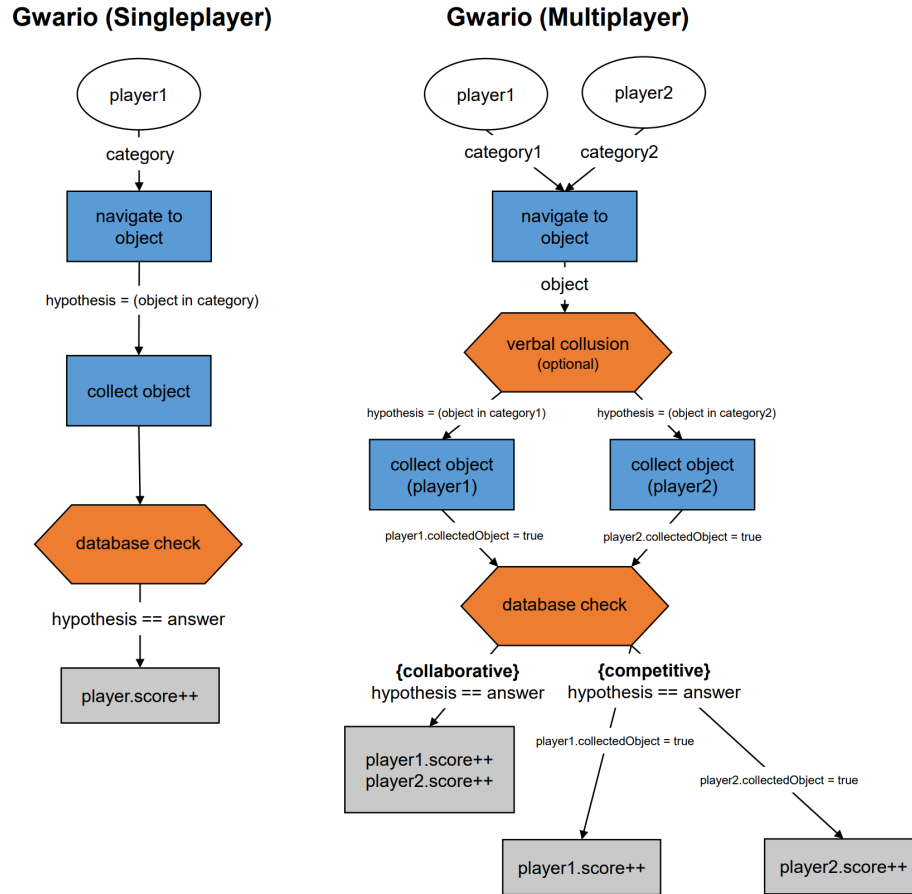 Gwario (Singleplayer)
player1
category
navigate to
object
hypothesis = (object in category)
collect object
database check
hypothesis == answer
player.score++
Gwario (Multiplayer)
player1
player2
category1
category2
navigate to
object
object
verbal collusion
(optional)
hypothesis = (object in category1)
hypothesis = (object in category2)
collect object
(player1)
collect object
(player2)
player1.collectedObject = true
player2.collectedObject = true
database check
{collaborative}
hypothesis == answer
{competitive}
hypothesis == answer
player1.score++
player2.score++
player1.collectedObject = true
player2.collectedObject = true
player1.score++
player2.score++